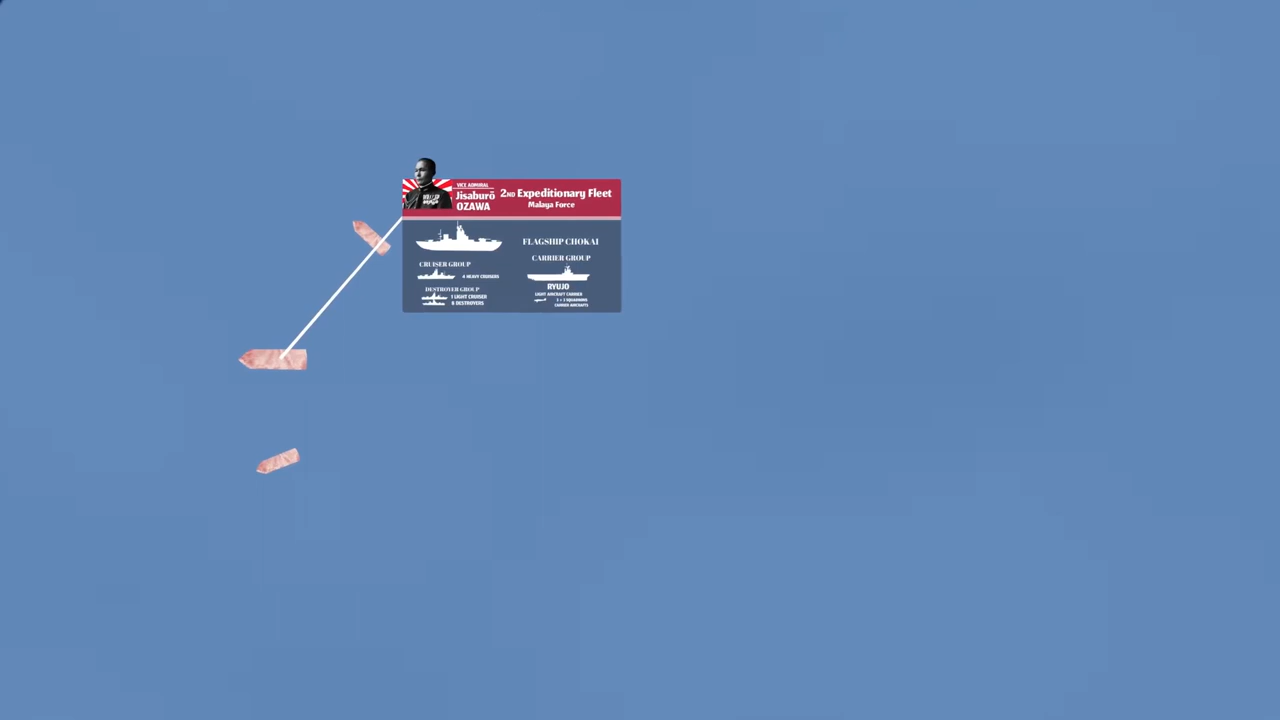 VICE ADMIRAL
Jisaburō
OZAWA
2ND Expeditionary Fleet
Malaya Force
FLAGSHIP CHOKAI
CRUISER GROUP
4 HEAVY CRUISERS
DESTROYER GROUP
1 LIGHT CRUISER
6 DESTROYERS
CARRIER GROUP
RYUJO
LIGHT AIRCRAFT CARRIER
CARRIER AIRCRAFTS